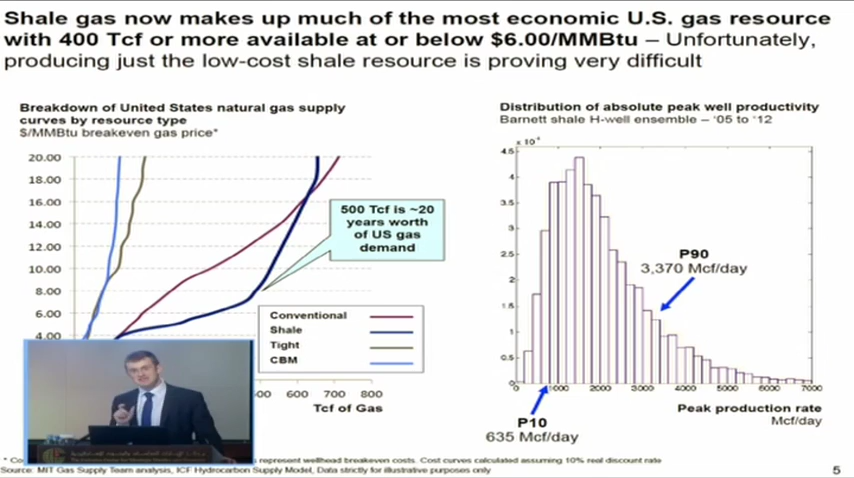 Shale gas now makes up much of the most economic U.S. gas resource
with 400 Tcf or more available at or below $6.00/MMBtu – Unfortunately,
producing just the low-cost shale resource is proving very difficult
Breakdown of United States natural gas supply
curves by resource type
$/MMBtu breakeven gas price*
20.00
18.00
16.00
14.00
12.00
10.00
8.00
6.00
4.00
500 Tcf is ~20
years worth
of US gas
demand
Conventional
Shale
Tight
CBM
600 700 800
Tcf of Gas
Distribution of absolute peak well productivity
Barnett shale H-well ensemble – '05 to '12
x 10⁻⁴
4.5
4
3.5
3
2.5
2
1.5
1
0.5
0
0 1000 2000 3000 4000 5000 6000 7000
P90
3,370 Mcf/day
P10
635 Mcf/day
Peak production rate
Mcf/day
* Co represent wellhead breakeven costs. Cost curves calculated assuming 10% real discount rate
Source: MIT Gas Supply Team analysis, ICF Hydrocarbon Supply Model, Data strictly for illustrative purposes only
5